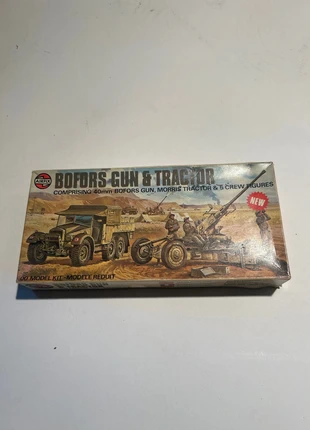 AIRFIX
BOFORS GUN & TRACTOR
COMPRISING 40mm BOFORS GUN, MORRIS TRACTOR & 5 CREW FIGURES
NEW
MODEL KIT-MODELE REDUIT